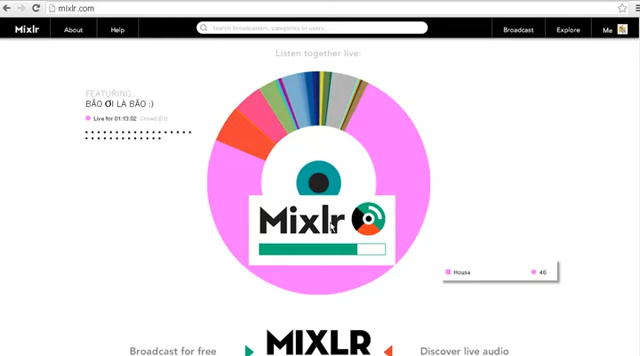 mixlr.com
Mixlr
About
Help
Search broadcasters, categories or users
Broadcast
Explore
Me
Listen together live:
FEATURING...
BÃO ƠI LÀ BÃO :)
Live for 01:13:02
Mixlr
House
46
Broadcast for free
MIXLR
Discover live audio